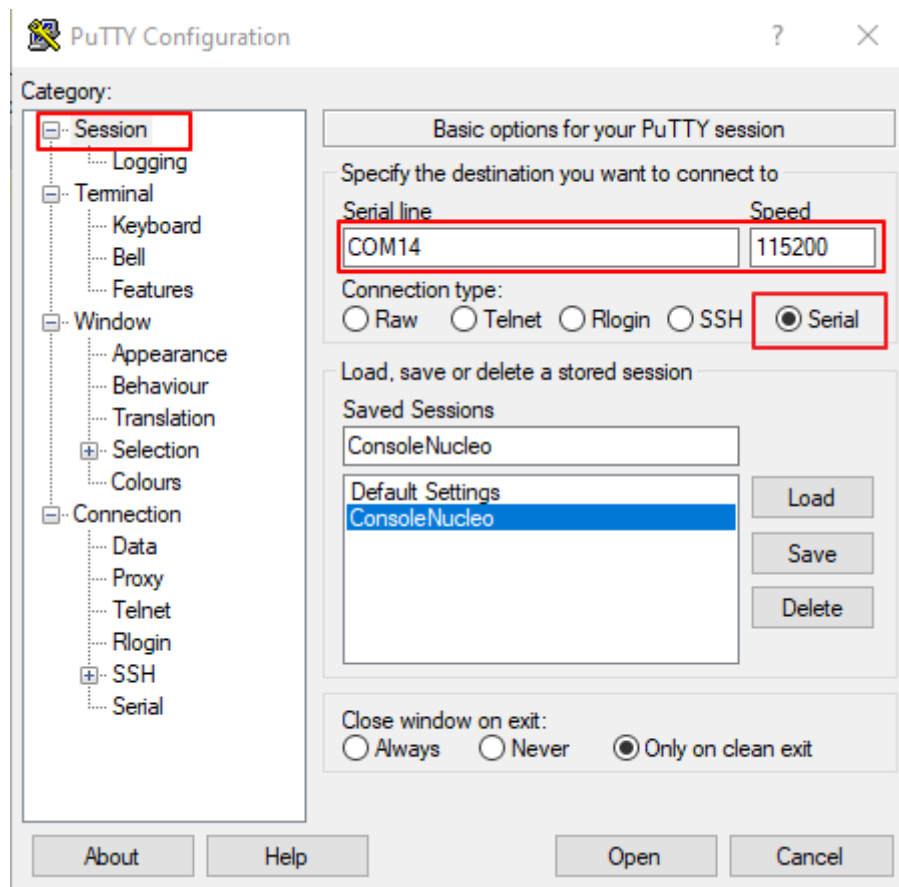 PuTTY Configuration
?
Category:
Session
Logging
Terminal
Keyboard
Bell
Features
Window
Appearance
Behaviour
Translation
Selection
Colours
Connection
Data
Proxy
Telnet
Rlogin
SSH
Serial
Basic options for your PuTTY session
Specify the destination you want to connect to
Serial line Speed
COM14 115200
Connection type:
Raw Telnet Rlogin SSH Serial
Load, save or delete a stored session
Saved Sessions
ConsoleNucleo
Default Settings
ConsoleNucleo
Load
Save
Delete
Close window on exit:
Always Never Only on clean exit
About Help Open Cancel